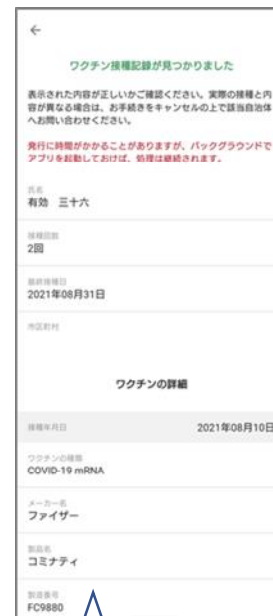 ワクチン接種記録が見つかりました
表示された内容が正しいかご確認ください。実際の接種と内
容が異なる場合は、お手続きをキャンセルの上で該当自治体
へお問い合わせください。
発行に時間がかかることがありますが、バックグラウンドで
アプリを起動しておけば、処理は継続されます。
氏名
有効 三十六
接種回数
2回
最終接種日
2021年08月31日
市区町村
ワクチンの詳細
接種年月日 2021年08月10日
ワクチンの種類
COVID-19 mRNA
メーカー名
ファイザー
製品名
コミナティ
製造番号
FC9880